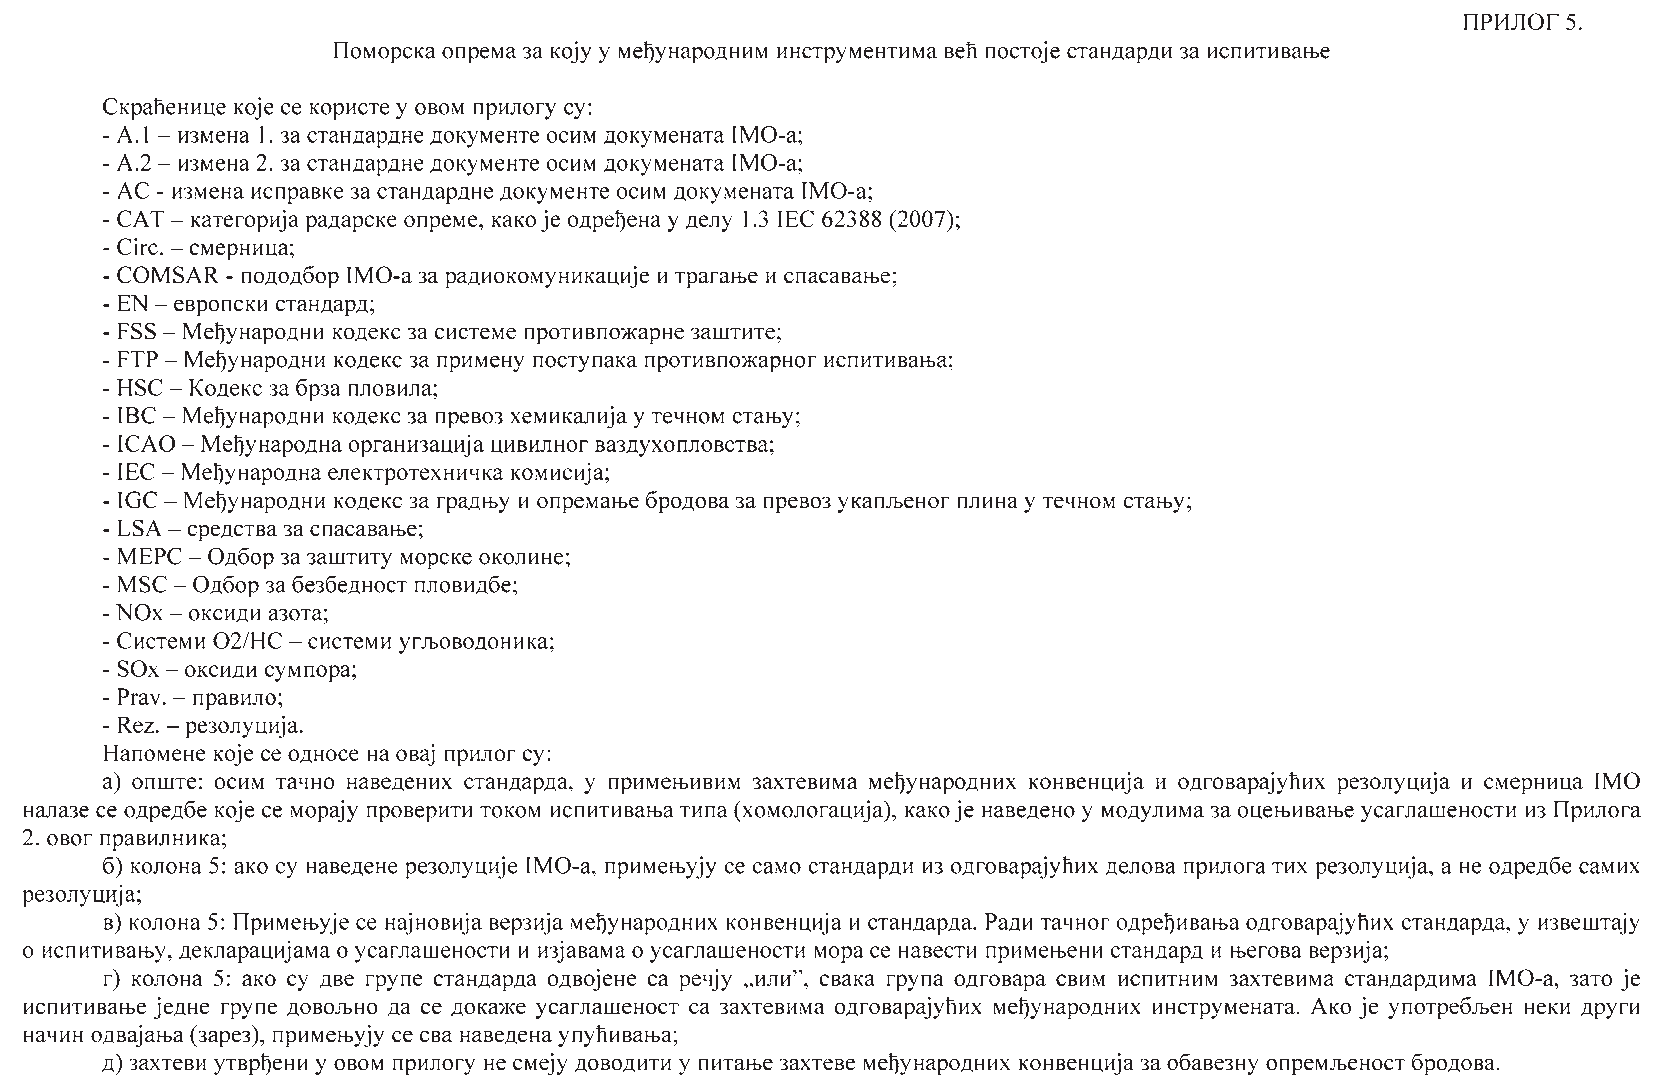 ПРИЛОГ 5.
Поморска опрема за коју у међународним инструментима већ постоје стандарди за испитивање
Скраћенице које се користе у овом прилогу су:
- А.1 – измена 1. за стандардне документе осим докумената IMO-а;
- А.2 – измена 2. за стандардне документе осим докумената IMO-а;
- АС - измена исправке за стандардне документе осим докумената IMO-а;
- CAT – категорија радарске опреме, како је одређена у делу 1.3 IEC 62388 (2007);
- Circ. – смерница;
- COMSAR - пододбор IMO-а за радиокомуникације и трагање и спасавање;
- EN – европски стандард;
- FSS – Међународни кодекс за системе противпожарне заштите;
- FTP – Међународни кодекс за примену поступака противпожарног испитивања;
- HSC – Кодекс за брза пловила;
- IBC – Међународни кодекс за превоз хемикалија у течном стању;
- ICAO – Међународна организација цивилног ваздухопловства;
- IEC – Међународна електротехничка комисија;
- IGC – Међународни кодекс за градњу и опремање бродова за превоз укапљеног плина у течном стању;
- LSA – средства за спасавање;
- MEPC – Одбор за заштиту морске околине;
- MSC – Одбор за безбедност пловидбе;
- NOx – оксиди азота;
- Системи O2/HC – системи угљоводоника;
- SOx – оксиди сумпора;
- Prav. – правило;
- Rez. – резолуција.
Напомене које се односе на овај прилог су:
а) опште: осим тачно наведених стандарда, у примењивим захтевима међународних конвенција и одговарајућих резолуција и смерница IMO
налазе се одредбе које се морају проверити током испитивања типа (хомологација), како је наведено у модулима за оцењивање усаглашености из Прилога
2. овог правилника;
б) колона 5: ако су наведене резолуције IMO-а, примењују се само стандарди из одговарајућих делова прилога тих резолуција, а не одредбе самих
резолуција;
в) колона 5: Примењује се најновија верзија међународних конвенција и стандарда. Ради тачног одређивања одговарајућих стандарда, у извештају
о испитивању, декларацијама о усаглашености и изјавама о усаглашености мора се навести примењени стандард и његова верзија;
г) колона 5: ако су две групе стандарда одвојене са речју „или”, свака група одговара свим испитним захтевима стандардима IMO-а, зато је
испитивање једне групе довољно да се докаже усаглашеност са захтевима одговарајућих међународних инструмената. Ако је употребљен неки други
начин одвајања (зарез), примењују се сва наведена упућивања;
д) захтеви утврђени у овом прилогу не смеју доводити у питање захтеве међународних конвенција за обавезну опремљеност бродова.